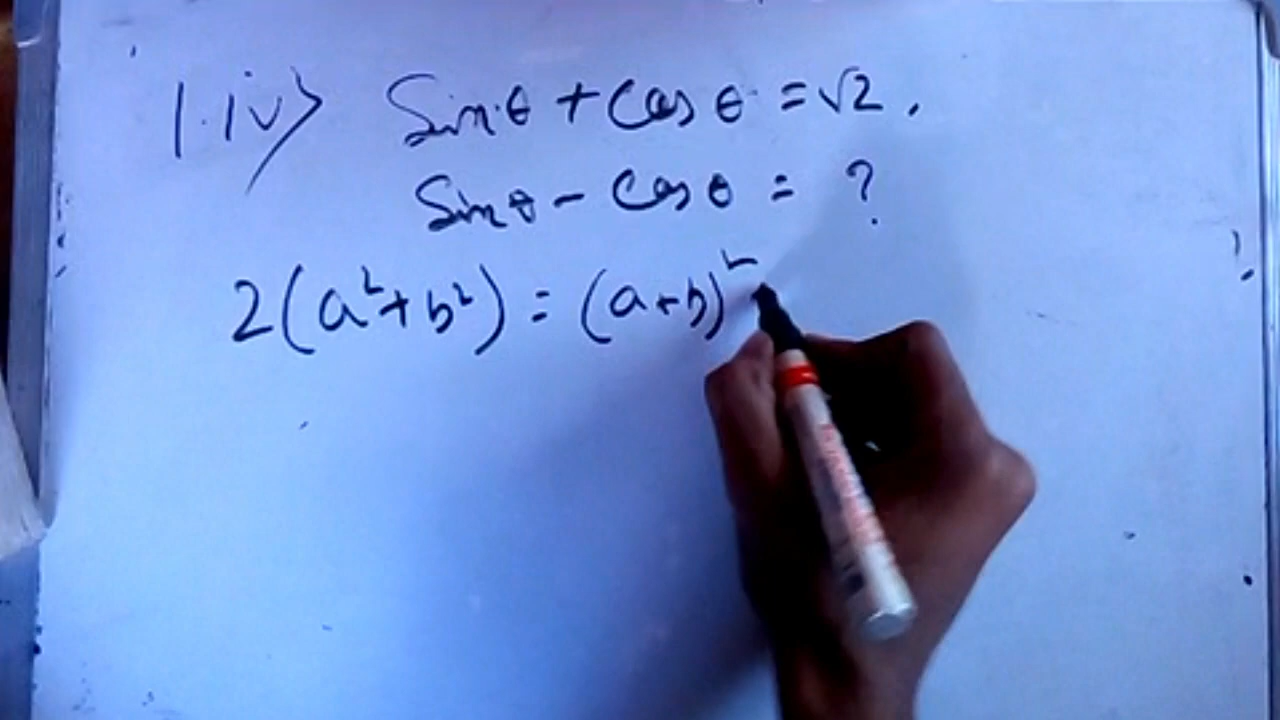 1.iv> Sinθ + Cosθ = √2,
Sinθ - Cosθ = ?
2(a²+b²) = (a+b)²